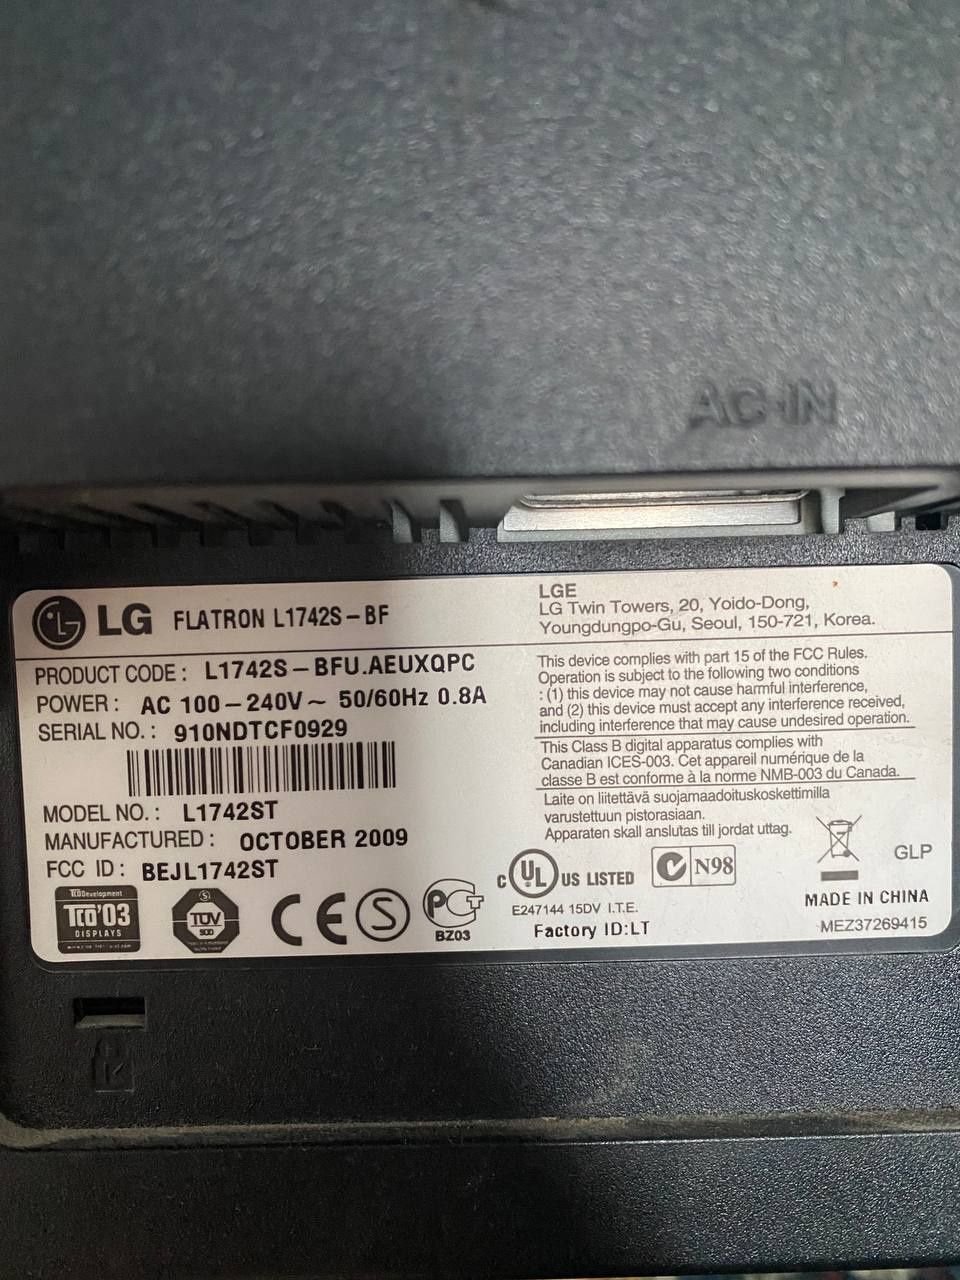 AC-IN
LG FLATRON L1742S-BF
PRODUCT CODE : L1742S-BFU.AEUXQPC
POWER : AC 100-240V~ 50/60Hz 0.8A
SERIAL NO. : 910NDTCF0929
MODEL NO. : L1742ST
MANUFACTURED : OCTOBER 2009
FCC ID : BEJL1742ST
TCO Development
TCO'03
DISPLAYS
S
TÜV
SÜD
CE
S
PCT
BZ03
LGE
LG Twin Towers, 20, Yoido-Dong,
Youngdungpo-Gu, Seoul, 150-721, Korea.
This device complies with part 15 of the FCC Rules.
Operation is subject to the following two conditions
: (1) this device may not cause harmful interference,
and (2) this device must accept any interference received,
including interference that may cause undesired operation.
This Class B digital apparatus complies with
Canadian ICES-003. Cet appareil numérique de la
classe B est conforme à la norme NMB-003 du Canada.
Laite on liitettävä suojamaadoituskoskettimilla
varustettuun pistorasiaan.
Apparaten skall anslutas till jordat uttag.
C UL US LISTED
E247144 15DV I.T.E.
Factory ID:LT
N98
GLP
MADE IN CHINA
MEZ37269415